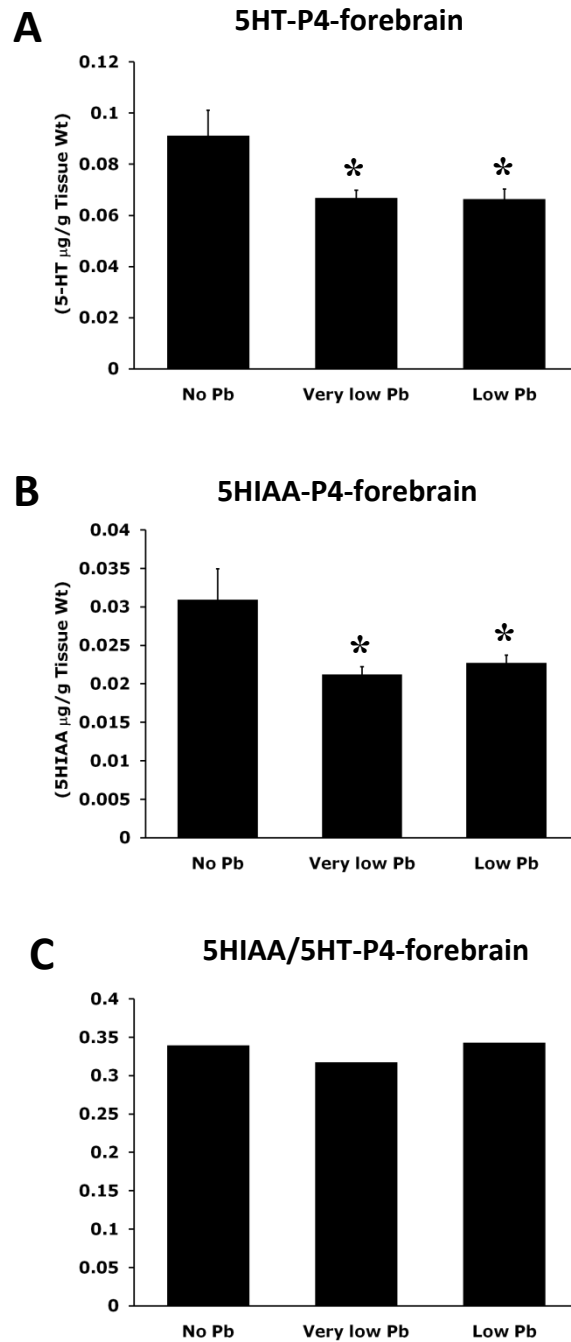 A
5HT-P4-forebrain
(5-HT μg/g Tissue Wt)
0.12
0.1
0.08
0.06
0.04
0.02
0
* *
No Pb Very low Pb Low Pb
B
5HIAA-P4-forebrain
(5HIAA μg/g Tissue Wt)
0.04
0.035
0.03
0.025
0.02
0.015
0.01
0.005
0
* *
No Pb Very low Pb Low Pb
C
5HIAA/5HT-P4-forebrain
0.4
0.35
0.3
0.25
0.2
0.15
0.1
0.05
0
No Pb Very low Pb Low Pb